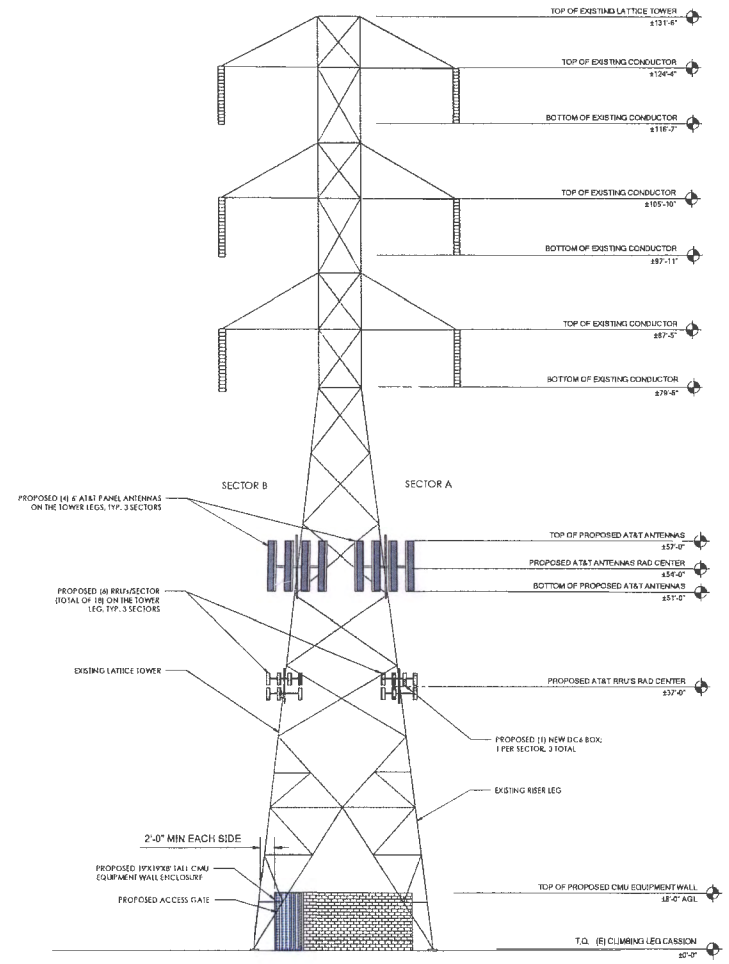 TOP OF EXISTING LATTICE TOWER
±131'-6"
TOP OF EXISTING CONDUCTOR
±124'-4"
BOTTOM OF EXISTING CONDUCTOR
±116'-7"
TOP OF EXISTING CONDUCTOR
±105'-10"
BOTTOM OF EXISTING CONDUCTOR
±97'-11"
TOP OF EXISTING CONDUCTOR
±87'-5"
BOTTOM OF EXISTING CONDUCTOR
SECTOR B
SECTOR A
PROPOSED (4) 6' AT&T PANEL ANTENNAS
ON THE TOWER LEGS, TYP. 3 SECTORS
TOP OF PROPOSED AT&T ANTENNAS
±57'-0"
PROPOSED AT&T ANTENNAS RAD CENTER
±54'-0"
BOTTOM OF PROPOSED AT&T ANTENNAS
±51'-0"
PROPOSED (6) RRU's/SECTOR
(TOTAL OF 18) ON THE TOWER
LEG, TYP. 3 SECTORS
EXISTING LATTICE TOWER
PROPOSED AT&T RRU'S RAD CENTER
±37'-0"
PROPOSED (1) NEW DC6 BOX,
1 PER SECTOR, 3 TOTAL
EXISTING RISER LEG
2'-0" MIN EACH SIDE
PROPOSED 19'X19'X8' TALL CMU
EQUIPMENT WALL ENCLOSURE
PROPOSED ACCESS GATE
TOP OF PROPOSED CMU EQUIPMENT WALL
±8'-0" AGL
T.O. (E) CLIMBING LEG CASSION
±0'-0"